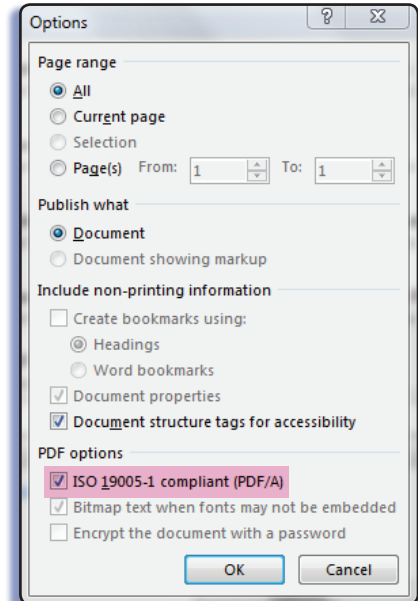 Options
Page range
All
Current page
Selection
Page(s) From: 1 To: 1
Publish what
Document
Document showing markup
Include non-printing information
Create bookmarks using:
Headings
Word bookmarks
Document properties
Document structure tags for accessibility
PDF options
ISO 19005-1 compliant (PDF/A)
Bitmap text when fonts may not be embedded
Encrypt the document with a password
OK Cancel